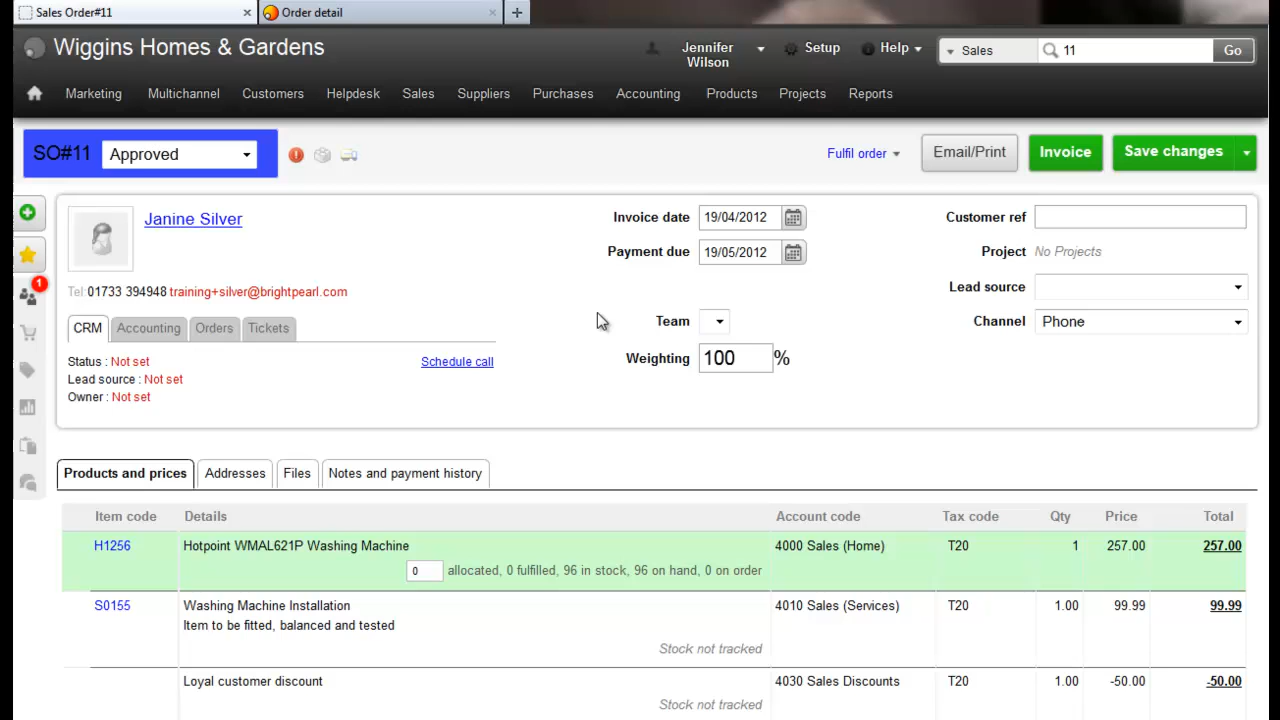 Sales Order#11 Order detail
Wiggins Homes & Gardens Jennifer Wilson Setup Help Sales 11 Go
Marketing Multichannel Customers Helpdesk Sales Suppliers Purchases Accounting Products Projects Reports
SO#11 Approved Fulfil order Email/Print Invoice Save changes
Janine Silver Invoice date 19/04/2012 Customer ref
Payment due 19/05/2012 Project No Projects
1 Tel: 01733 394948 training+silver@brightpearl.com Lead source
CRM Accounting Orders Tickets Team Channel Phone
Status : Not set Schedule call Weighting 100 %
Lead source : Not set
Owner : Not set
Products and prices Addresses Files Notes and payment history
Item code Details Account code Tax code Qty Price Total
H1256 Hotpoint WMAL621P Washing Machine 4000 Sales (Home) T20 1 257.00 257.00
0 allocated, 0 fulfilled, 96 in stock, 96 on hand, 0 on order
S0155 Washing Machine Installation 4010 Sales (Services) T20 1.00 99.99 99.99
Item to be fitted, balanced and tested
Stock not tracked
Loyal customer discount 4030 Sales Discounts T20 1.00 -50.00 -50.00
Stock not tracked